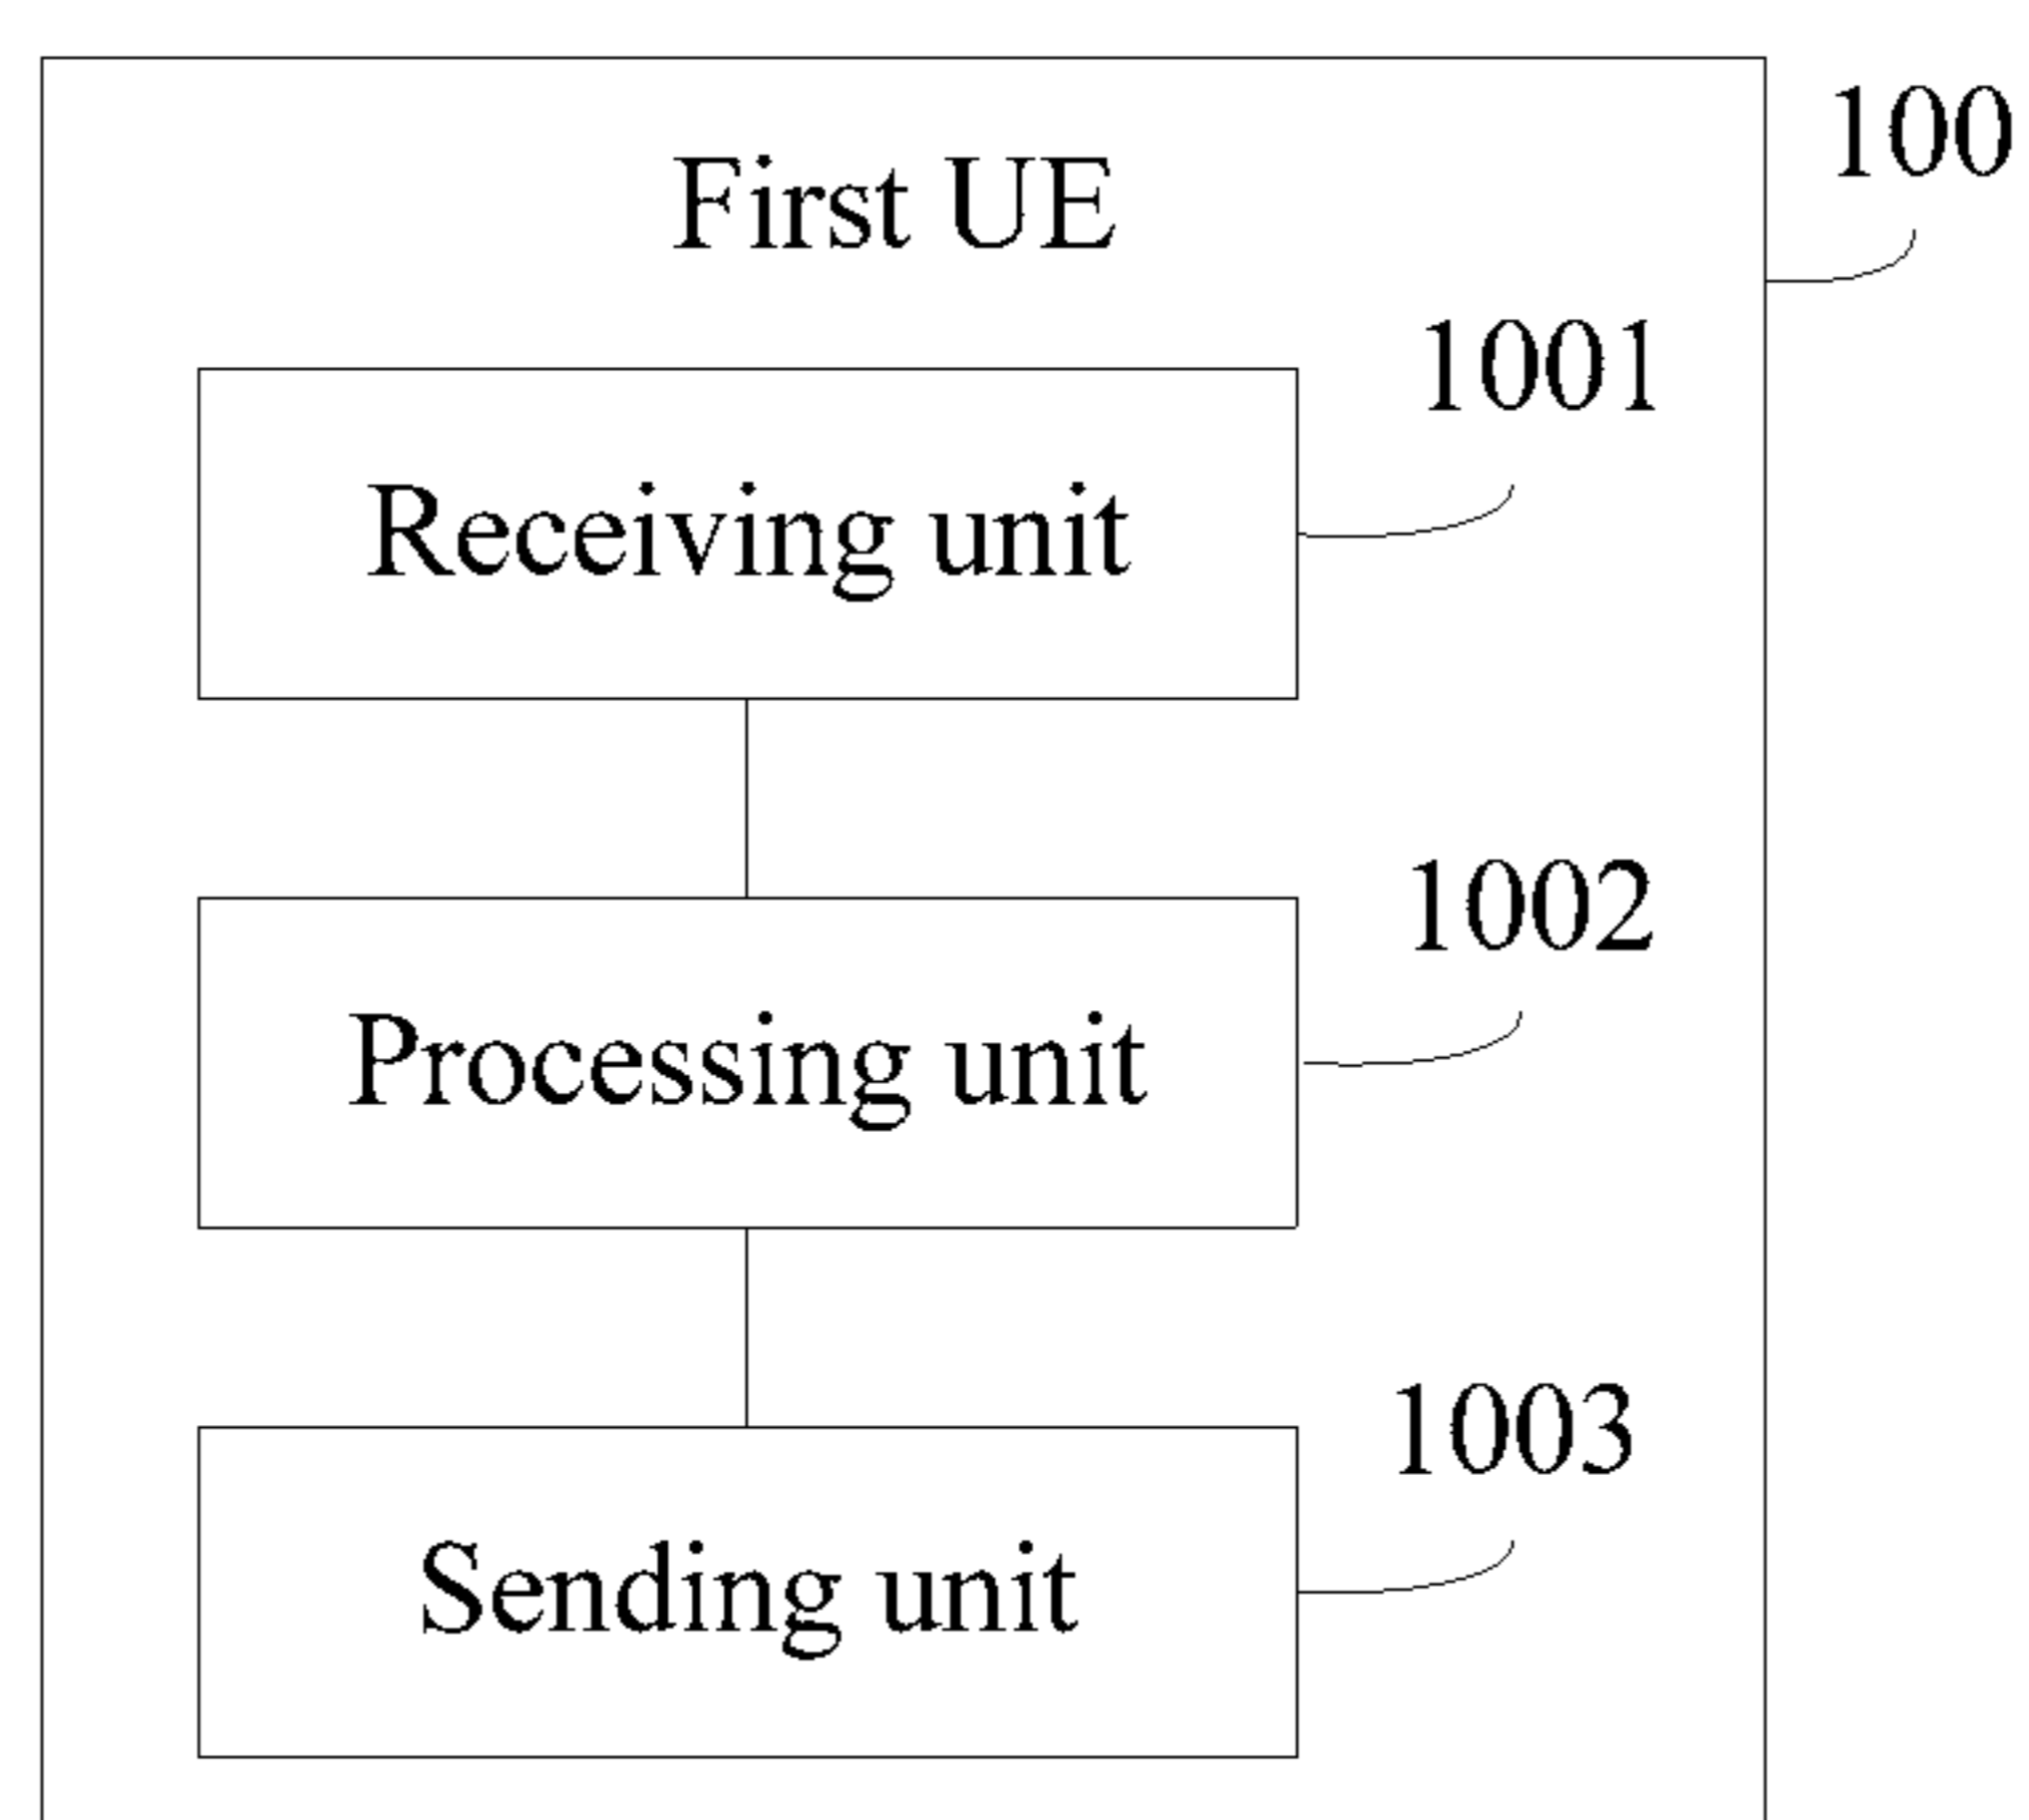 100
First UE
1001
Receiving unit
1002
Processing unit
1003
Sending unit